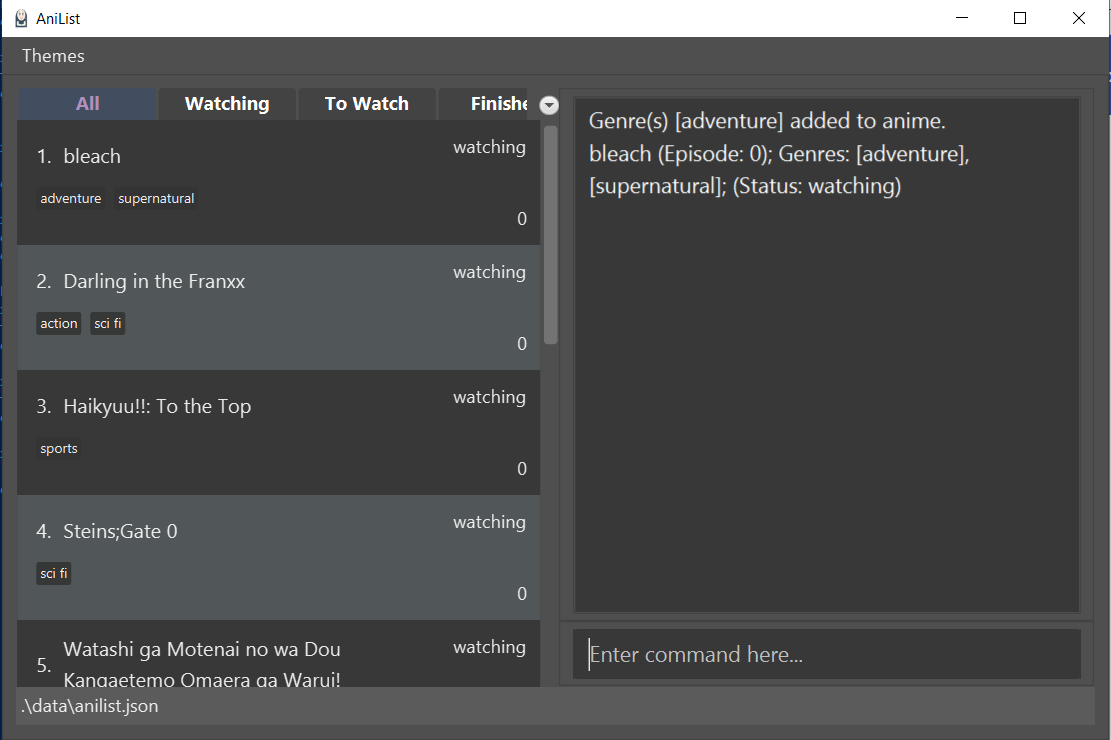 AniList
Themes
All Watching To Watch Finishe
1. bleach watching
adventure supernatural
0
2. Darling in the Franxx watching
action sci fi
0
3. Haikyuu!!: To the Top watching
sports
0
4. Steins;Gate 0 watching
sci fi
0
5. Watashi ga Motenai no wa Dou watching
Kangaetemo Omaera ga Warui!
Genre(s) [adventure] added to anime.
bleach (Episode: 0); Genres: [adventure],
[supernatural]; (Status: watching)
Enter command here...
.\data\anilist.json